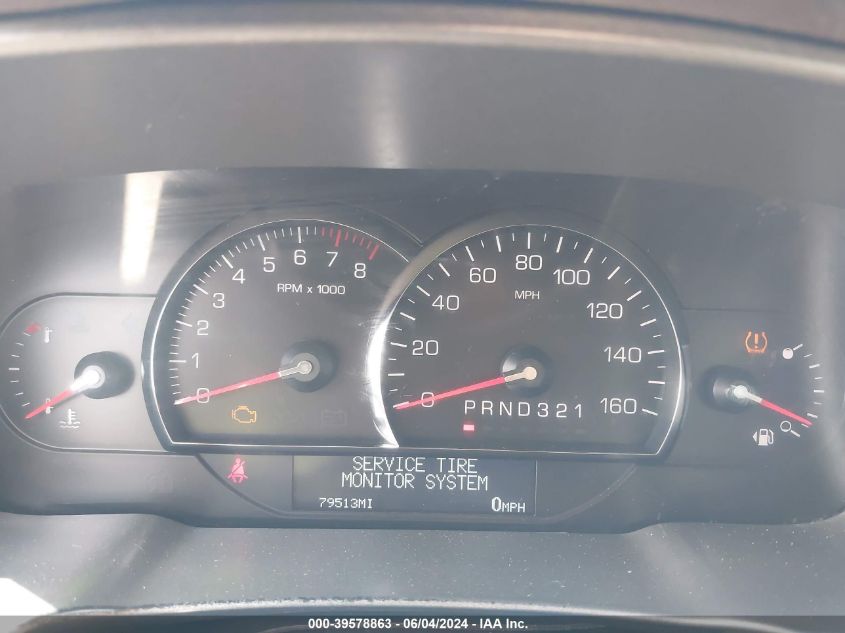 0 1 2 3 4 5 6 7 8
RPM x 1000
0 20 40 60 80 100 120 140 160
MPH
PRND321
SERVICE TIRE
MONITOR SYSTEM
79513MI 0MPH
000-39578863 - 06/04/2024 - IAA Inc.